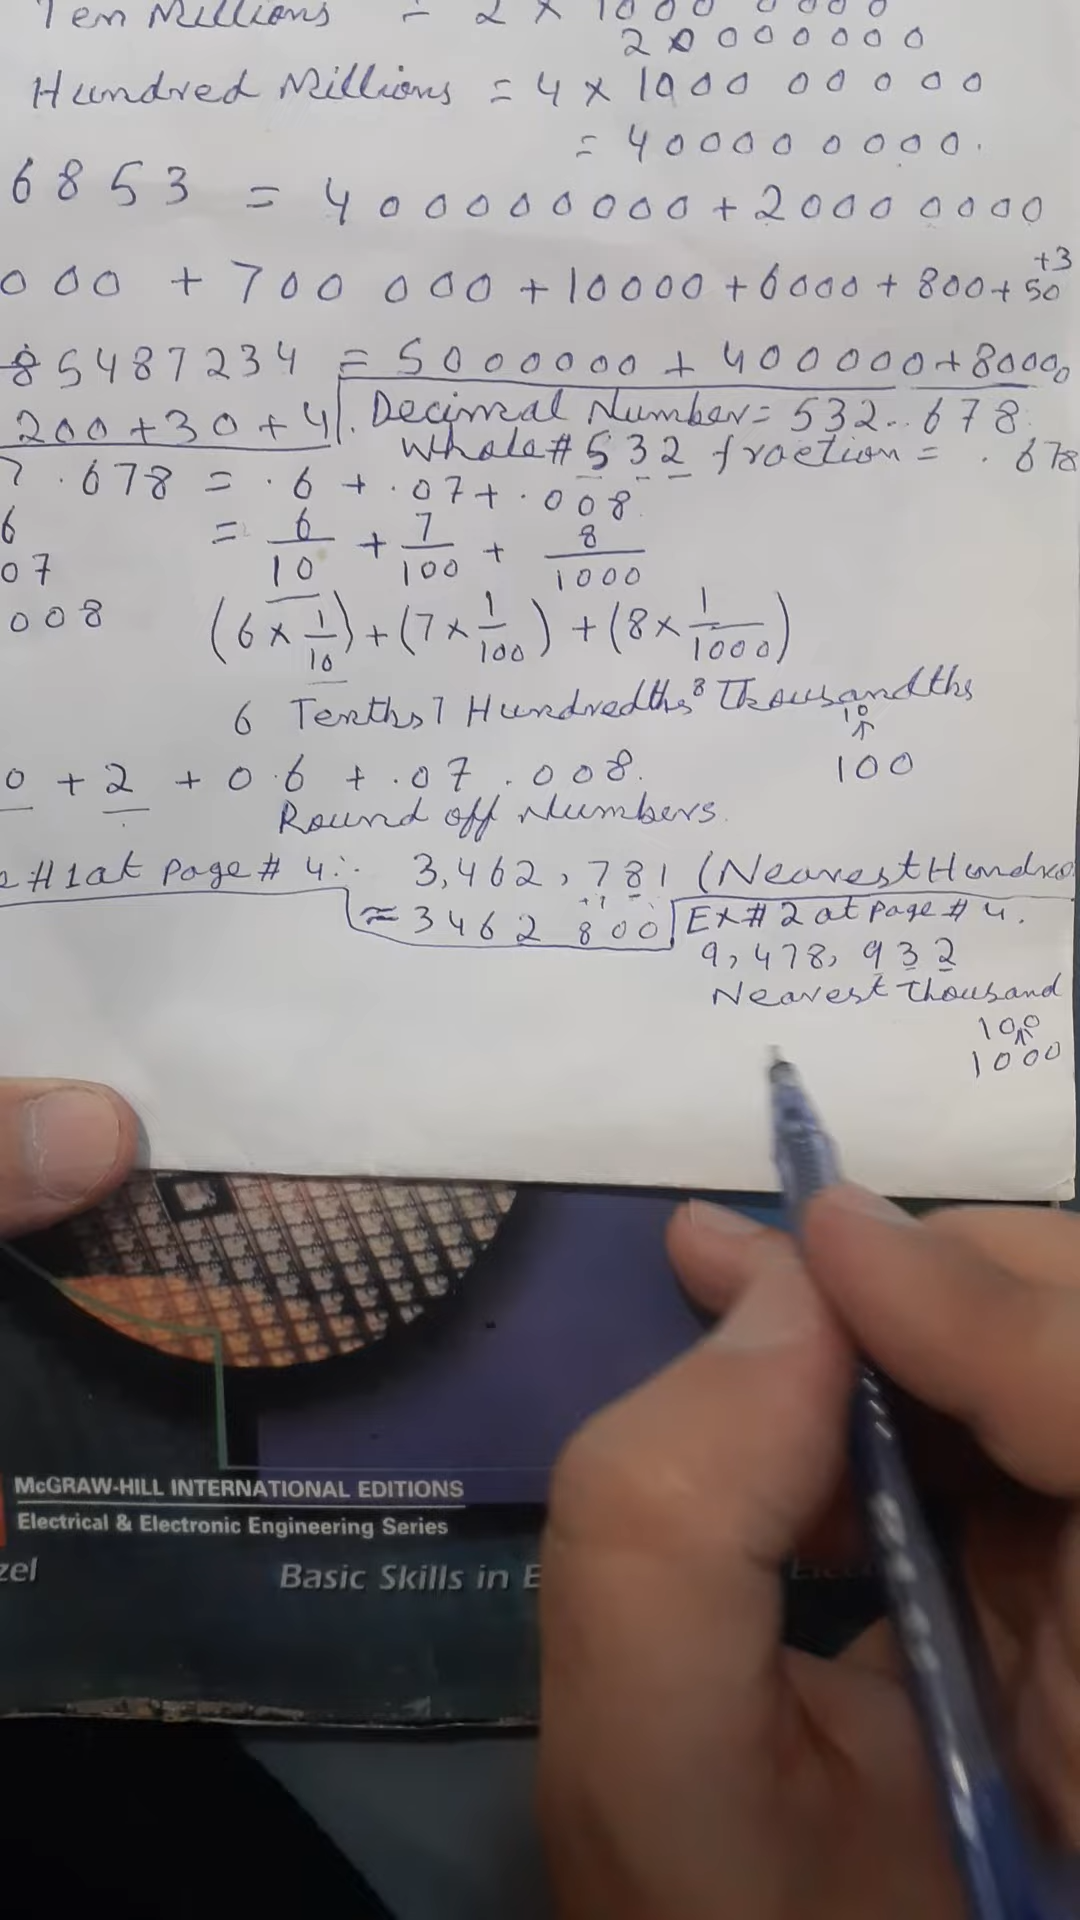 Ten Millions = 2 × 1000 0000
20000000
Hundred Millions = 4 × 1000 00000
= 400000000.
6853 = 400000000 + 20000000
000 + 700 000 + 10000 + 6000 + 800 + 50
+3
85487234 = 5000000 + 400000 + 80000
200 + 30 + 4
Decimal Number = 532.678
Whole # 532 fraction = .678
.678 = .6 + .07 + .008
6
= 6/10 + 7/100 + 8/1000
07
008
(6 × 1/10) + (7 × 1/100) + (8 × 1/1000)
6 Tenths 7 Hundredths 8 Thousandths
10
↑
100
0 + 2 + 0.6 + .07 .008.
Round off Numbers.
# 1 at page # 4:- 3,462,781 (Nearest Hundred
+1
≈ 3462 800
Ex # 2 at page # 4.
9,478,932
Nearest Thousand
100
↑
1000
McGRAW-HILL INTERNATIONAL EDITIONS
Electrical & Electronic Engineering Series
zel
Basic Skills in E